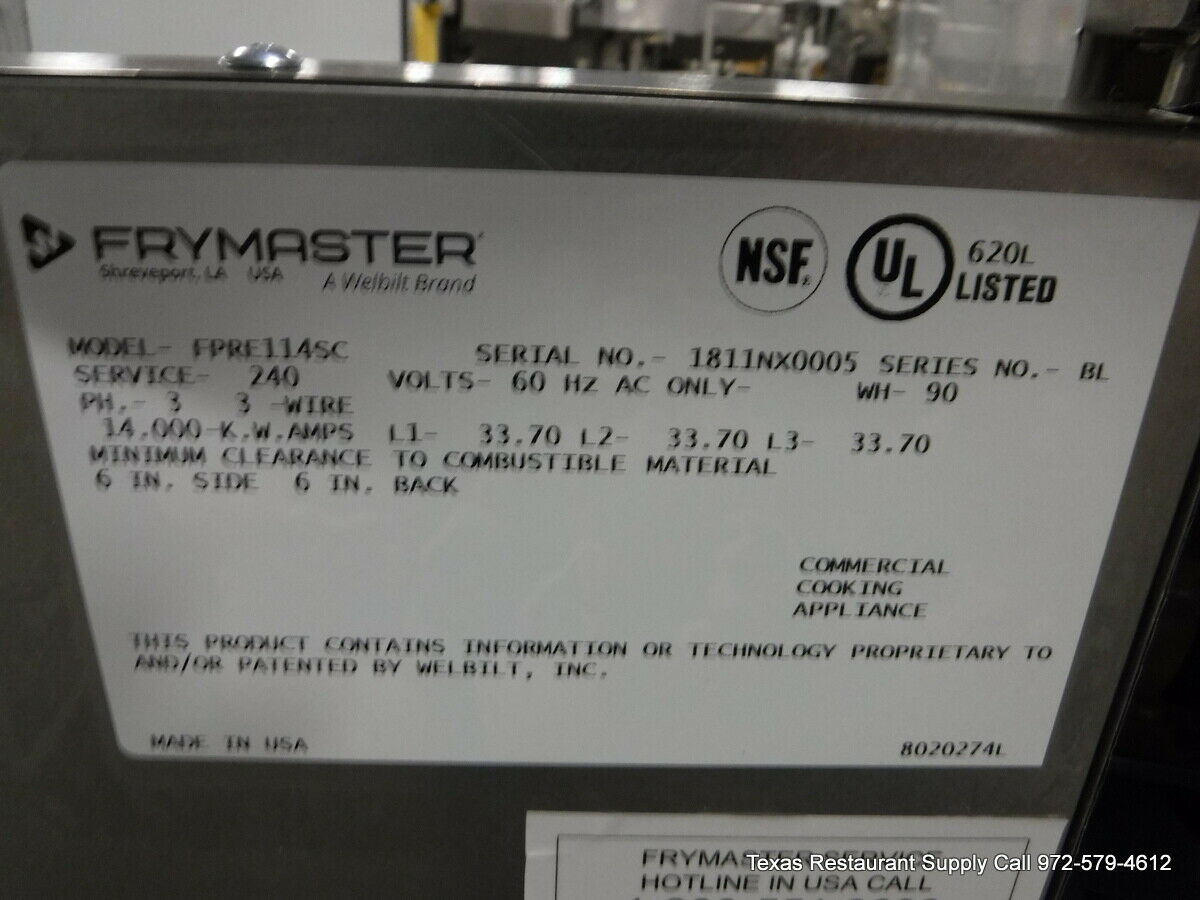 FRYMASTER
Shreveport, LA USA A Welbilt Brand
NSF
UL 620L
LISTED
MODEL- FPRE114SC SERIAL NO.- 1811NX0005 SERIES NO.- BL
SERVICE- 240 VOLTS- 60 HZ AC ONLY- WH- 90
PH.- 3 3 -WIRE
14.000-K.W.AMPS L1- 33.70 L2- 33.70 L3- 33.70
MINIMUM CLEARANCE TO COMBUSTIBLE MATERIAL
6 IN. SIDE 6 IN. BACK
COMMERCIAL
COOKING
APPLIANCE
THIS PRODUCT CONTAINS INFORMATION OR TECHNOLOGY PROPRIETARY TO
AND/OR PATENTED BY WELBILT, INC.
MADE IN USA 8020274L
FRYMASTER SERVICE
HOTLINE IN USA CALL
Texas Restaurant Supply Call 972-579-4612